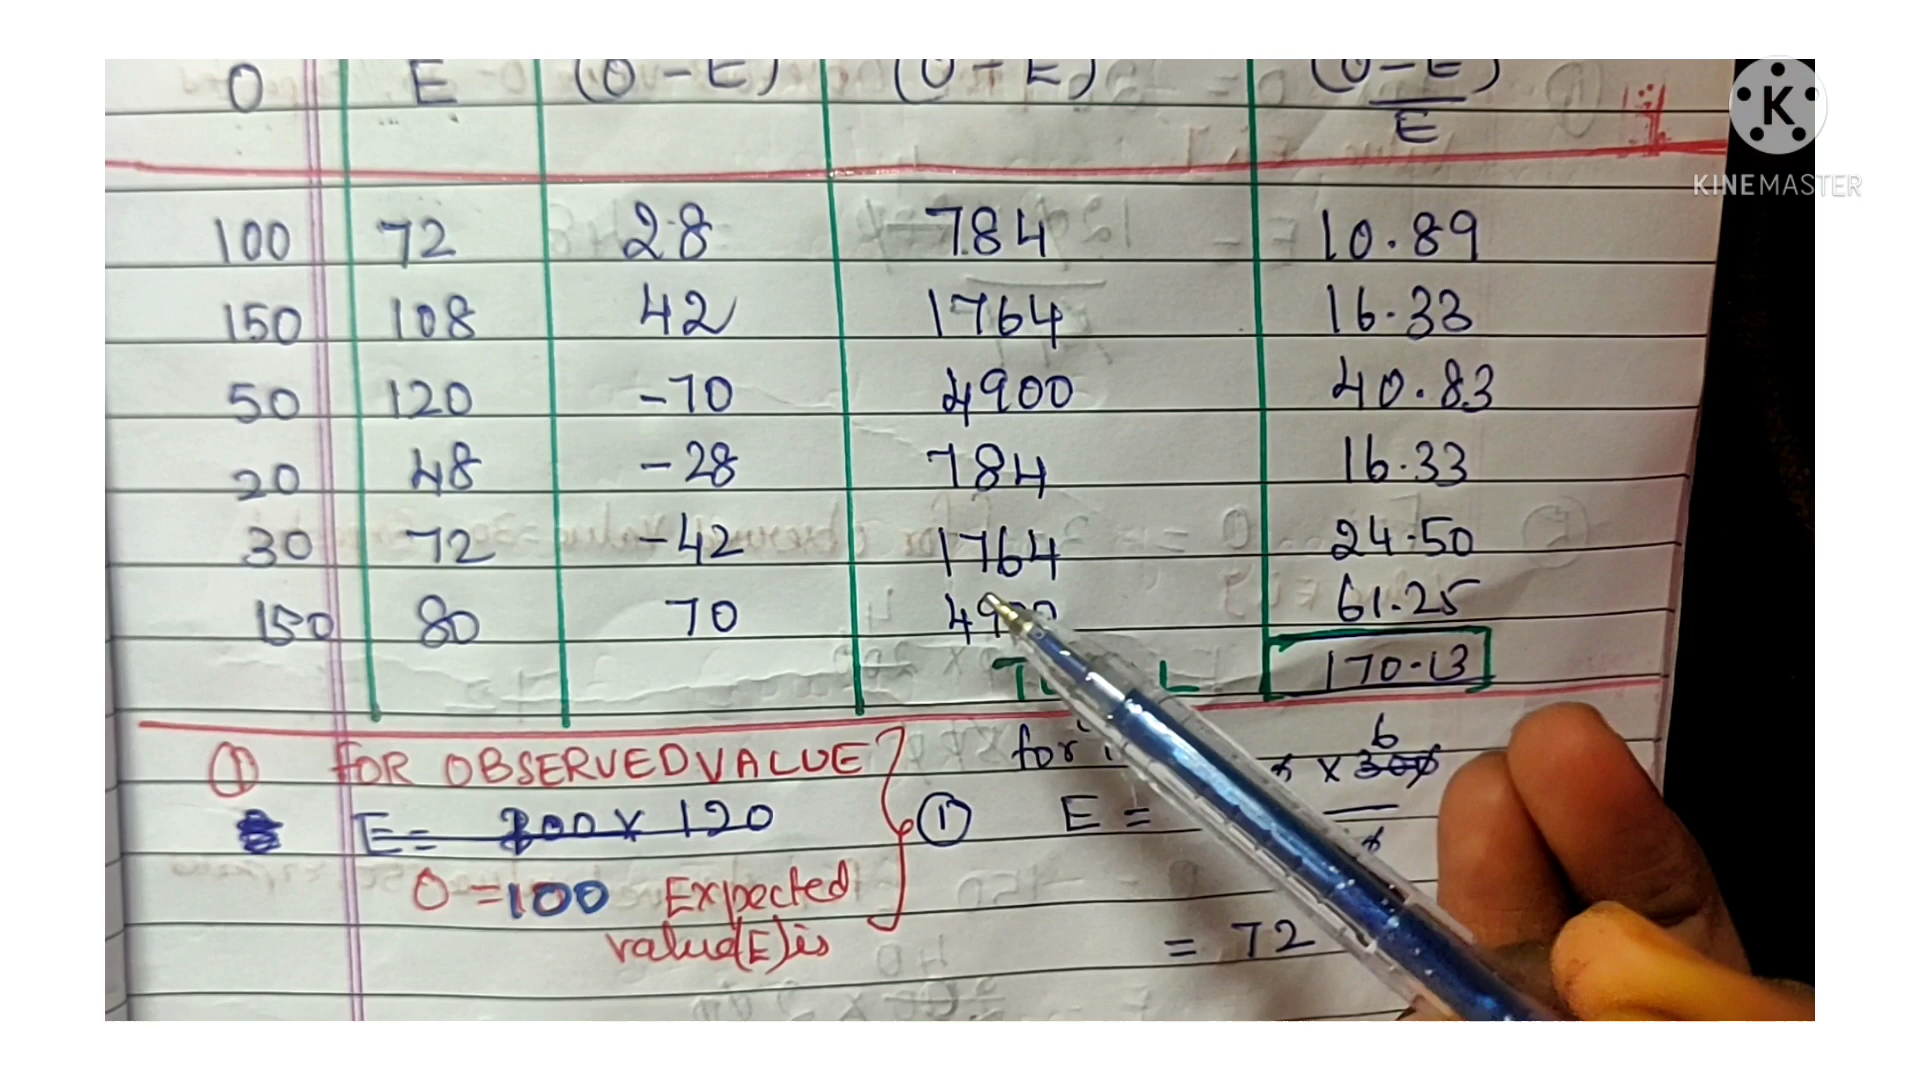 O E (O-E) (O-E) (O-E)
E
100 72 28 784 10.89
150 108 42 1764 16.33
50 120 -70 4900 40.83
20 48 -28 784 16.33
30 72 -42 1764 24.50
150 80 70 4900 61.25
170.13
① FOR OBSERVED VALUE for
6
x 300
E = 200 x 120 ① E =
O = 100 Expected
value(E) is = 72
K
KINEMASTER